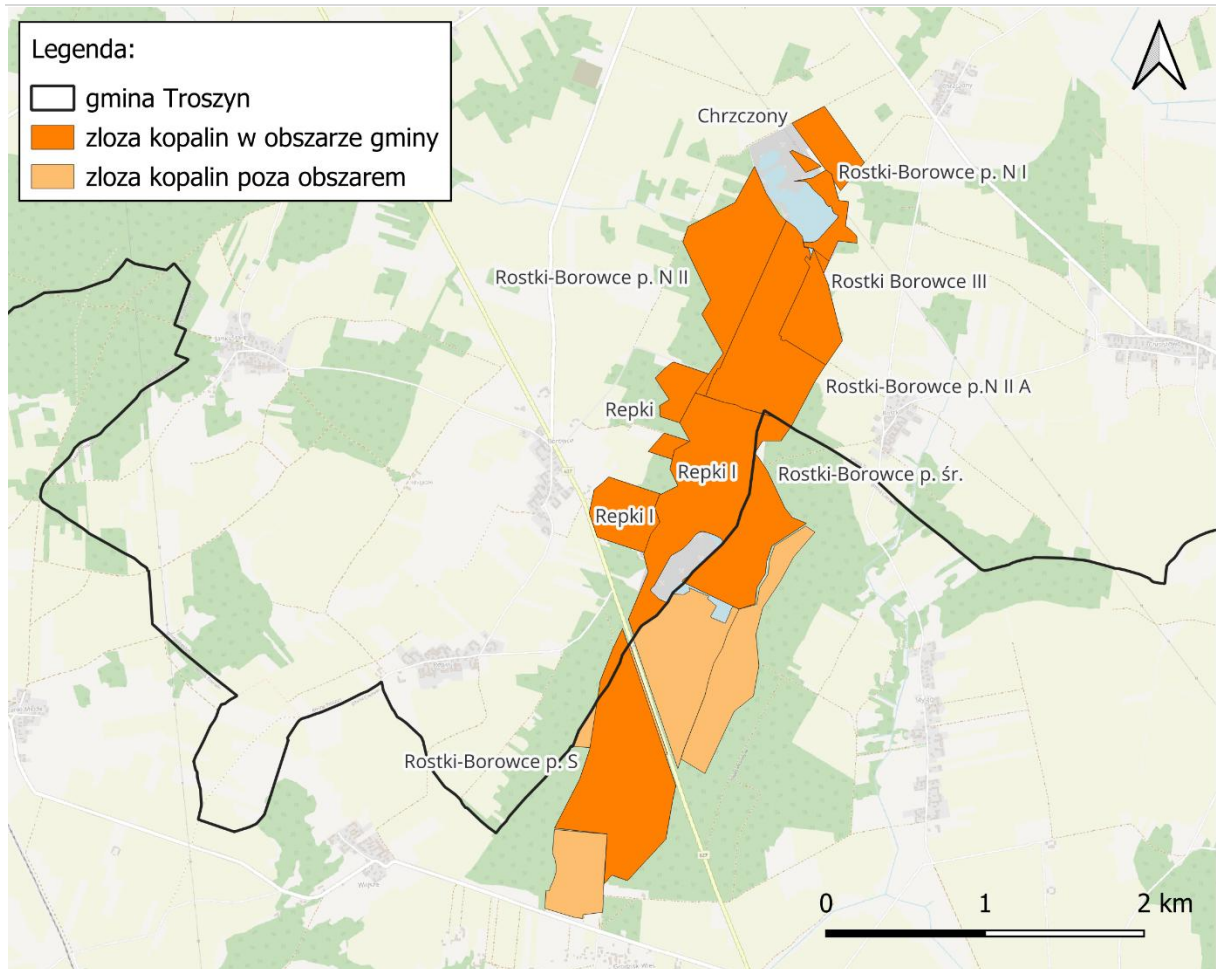 Legenda:
gmina Troszyn
zloza kopalin w obszarze gminy
zloza kopalin poza obszarem
Chrzczony
Rostki-Borowce p. N I
Rostki-Borowce p. N II
Rostki Borowce III
Rostki-Borowce p.N II A
Repki
Repki I
Rostki-Borowce p. śr.
Repki I
Rostki-Borowce p. S
627
0 1 2 km